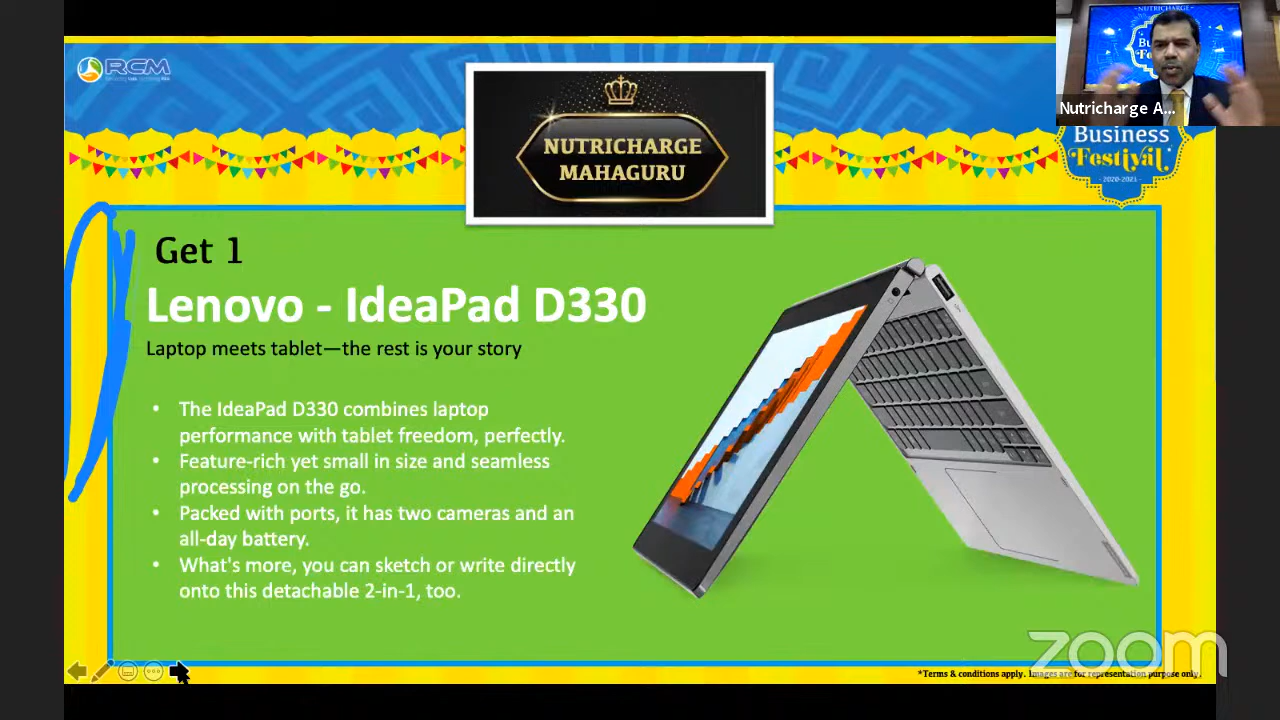 RCM
NUTRICHARGE
MAHAGURU
NUTRICHARGE
Nutricharge A...
Business
Festival
- 2020-2021 -
Get 1
Lenovo - IdeaPad D330
Laptop meets tablet—the rest is your story
• The IdeaPad D330 combines laptop
performance with tablet freedom, perfectly.
• Feature-rich yet small in size and seamless
processing on the go.
• Packed with ports, it has two cameras and an
all-day battery.
• What's more, you can sketch or write directly
onto this detachable 2-in-1, too.
zoom
*Terms & conditions apply. Images are for representation purpose only.